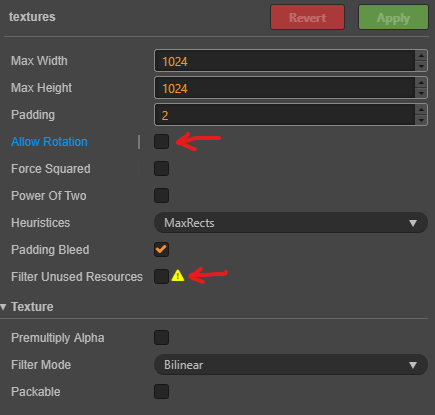 textures Revert Apply
Max Width 1024
Max Height 1024
Padding 2
Allow Rotation
Force Squared
Power Of Two
Heuristices MaxRects
Padding Bleed
Filter Unused Resources
Texture
Premultiply Alpha
Filter Mode Bilinear
Packable